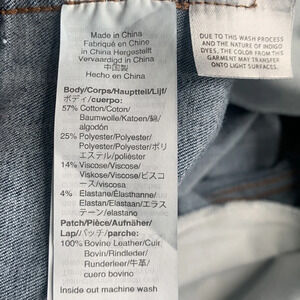 Made in China
Fabriqué en Chine
in China Hergestellt
Vervaardigd in China
中国製
Hecho en China
Body/Corps/Hauptteil/Lijf/
ボディ/cuerpo:
57% Cotton/Coton/
Baumwolle/Katoen/綿/
algodón
25% Polyester/Polyester/
Polyester/Polyester/ポリ
エステル/poliéster
14% Viscose/Viscose/
Viskose/Viscose/ビスコー
ス/viscosa
4% Elastane/Élasthanne/
Elastan/Elastaan/エラス
テーン/elastano
Patch/Pièce/Aufnäher/
Lap/パッチ/parche:
100% Bovine Leather/Cuir
Bovin/Rindleder/
Runderleer/牛革/
cuero bovino
Inside out machine wash
DUE TO THIS WASH PROCESS
AND THE NATURE OF INDIGO
DYES, THE COLOR FROM THIS
GARMENT MAY TRANSFER
ONTO LIGHT SURFACES.